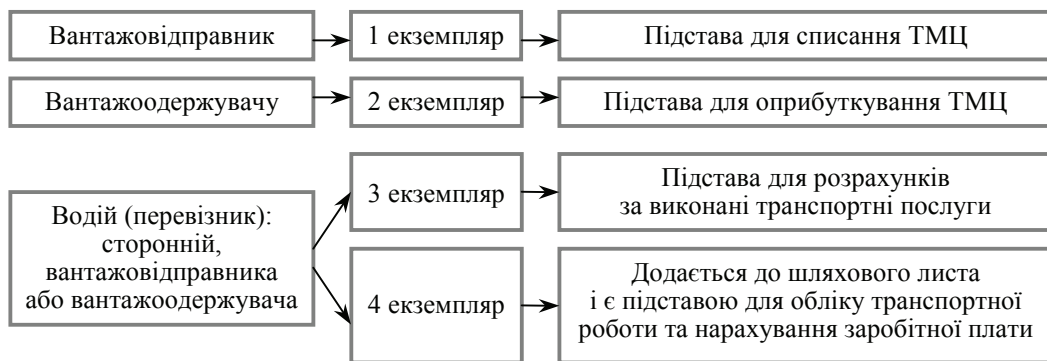 Вантажовідправник
1 екземпляр
Підстава для списання ТМЦ
Вантажоодержувачу
2 екземпляр
Підстава для оприбуткування ТМЦ
Водій (перевізник):
сторонній,
вантажовідправника
або вантажоодержувача
3 екземпляр
Підстава для розрахунків
за виконані транспортні послуги
4 екземпляр
Додається до шляхового листа
і є підставою для обліку транспортної
роботи та нарахування заробітної плати